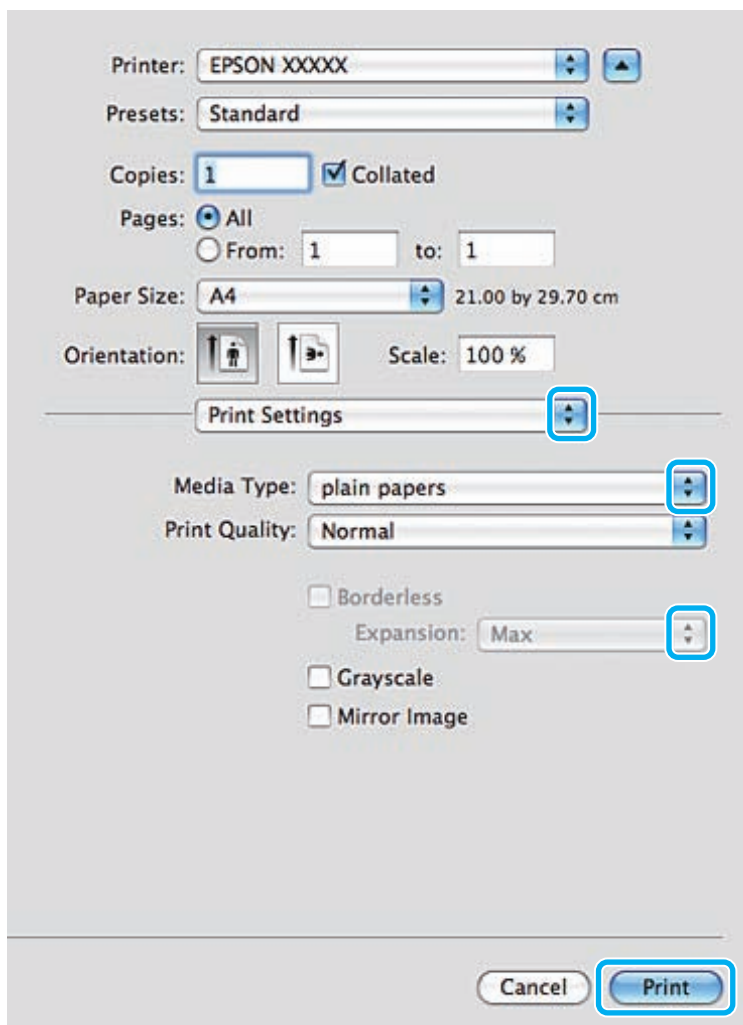 Printer: EPSON XXXXX
Presets: Standard
Copies: 1 Collated
Pages: All
From: 1 to: 1
Paper Size: A4 21.00 by 29.70 cm
Orientation: Scale: 100 %
Print Settings
Media Type: plain papers
Print Quality: Normal
Borderless
Expansion: Max
Grayscale
Mirror Image
Cancel Print